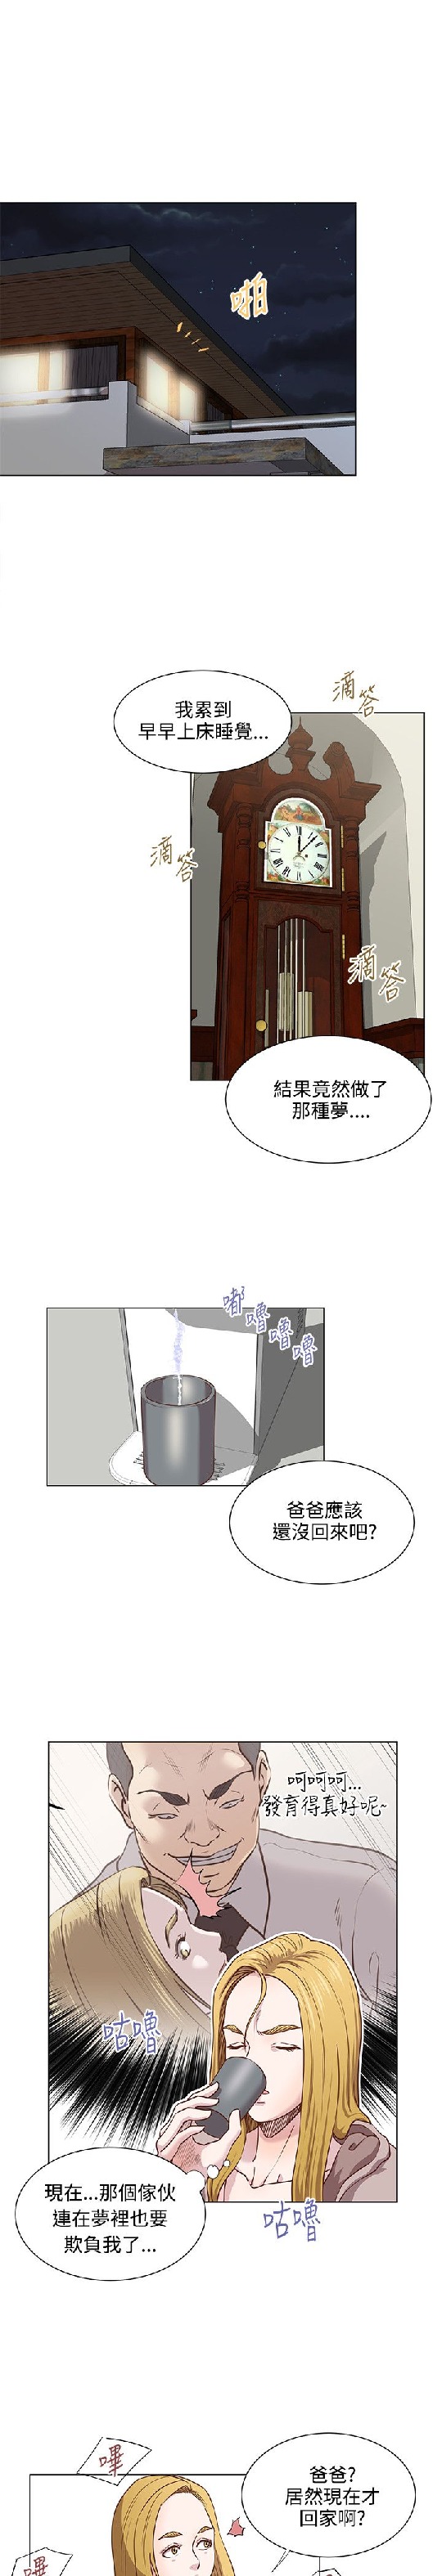 啪
我累到
早早上床睡覺...
滴答
滴答
滴答
結果竟然做了
那種夢....
嘟嚕嚕嚕
爸爸應該
還沒回來吧?
呵呵呵...
發育得真好呢~
咕嚕
現在...那個傢伙
連在夢裡也要
欺負我了...
咕嚕
嗶
爸爸?
居然現在才
回家啊?
嗶
嗶